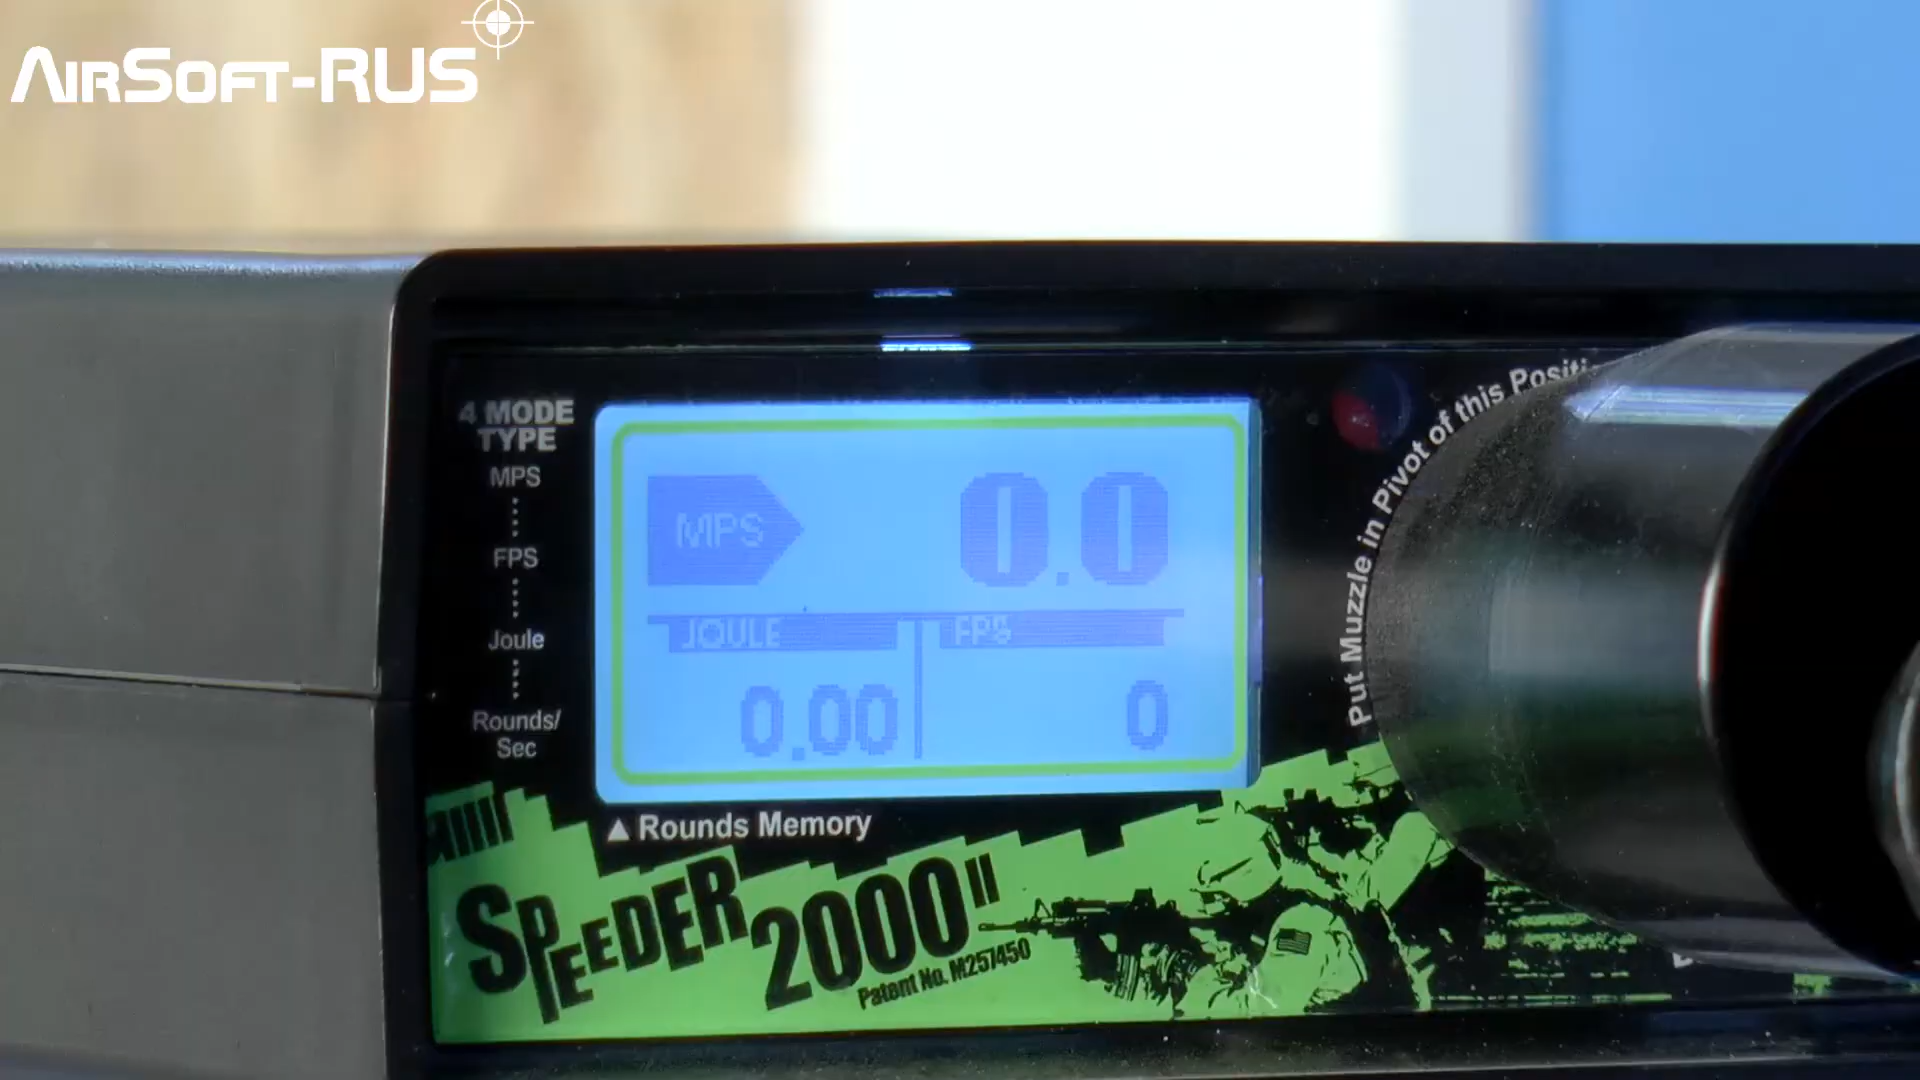 AIRSOFT-RUS
4 MODE
TYPE
MPS
FPS
Joule
Rounds/
Sec
MPS 0.0
JOULE FPS
0.00 0
▲Rounds Memory
Put Muzzle in Pivot of this
SPEEDER 2000II
Patent No. M257450